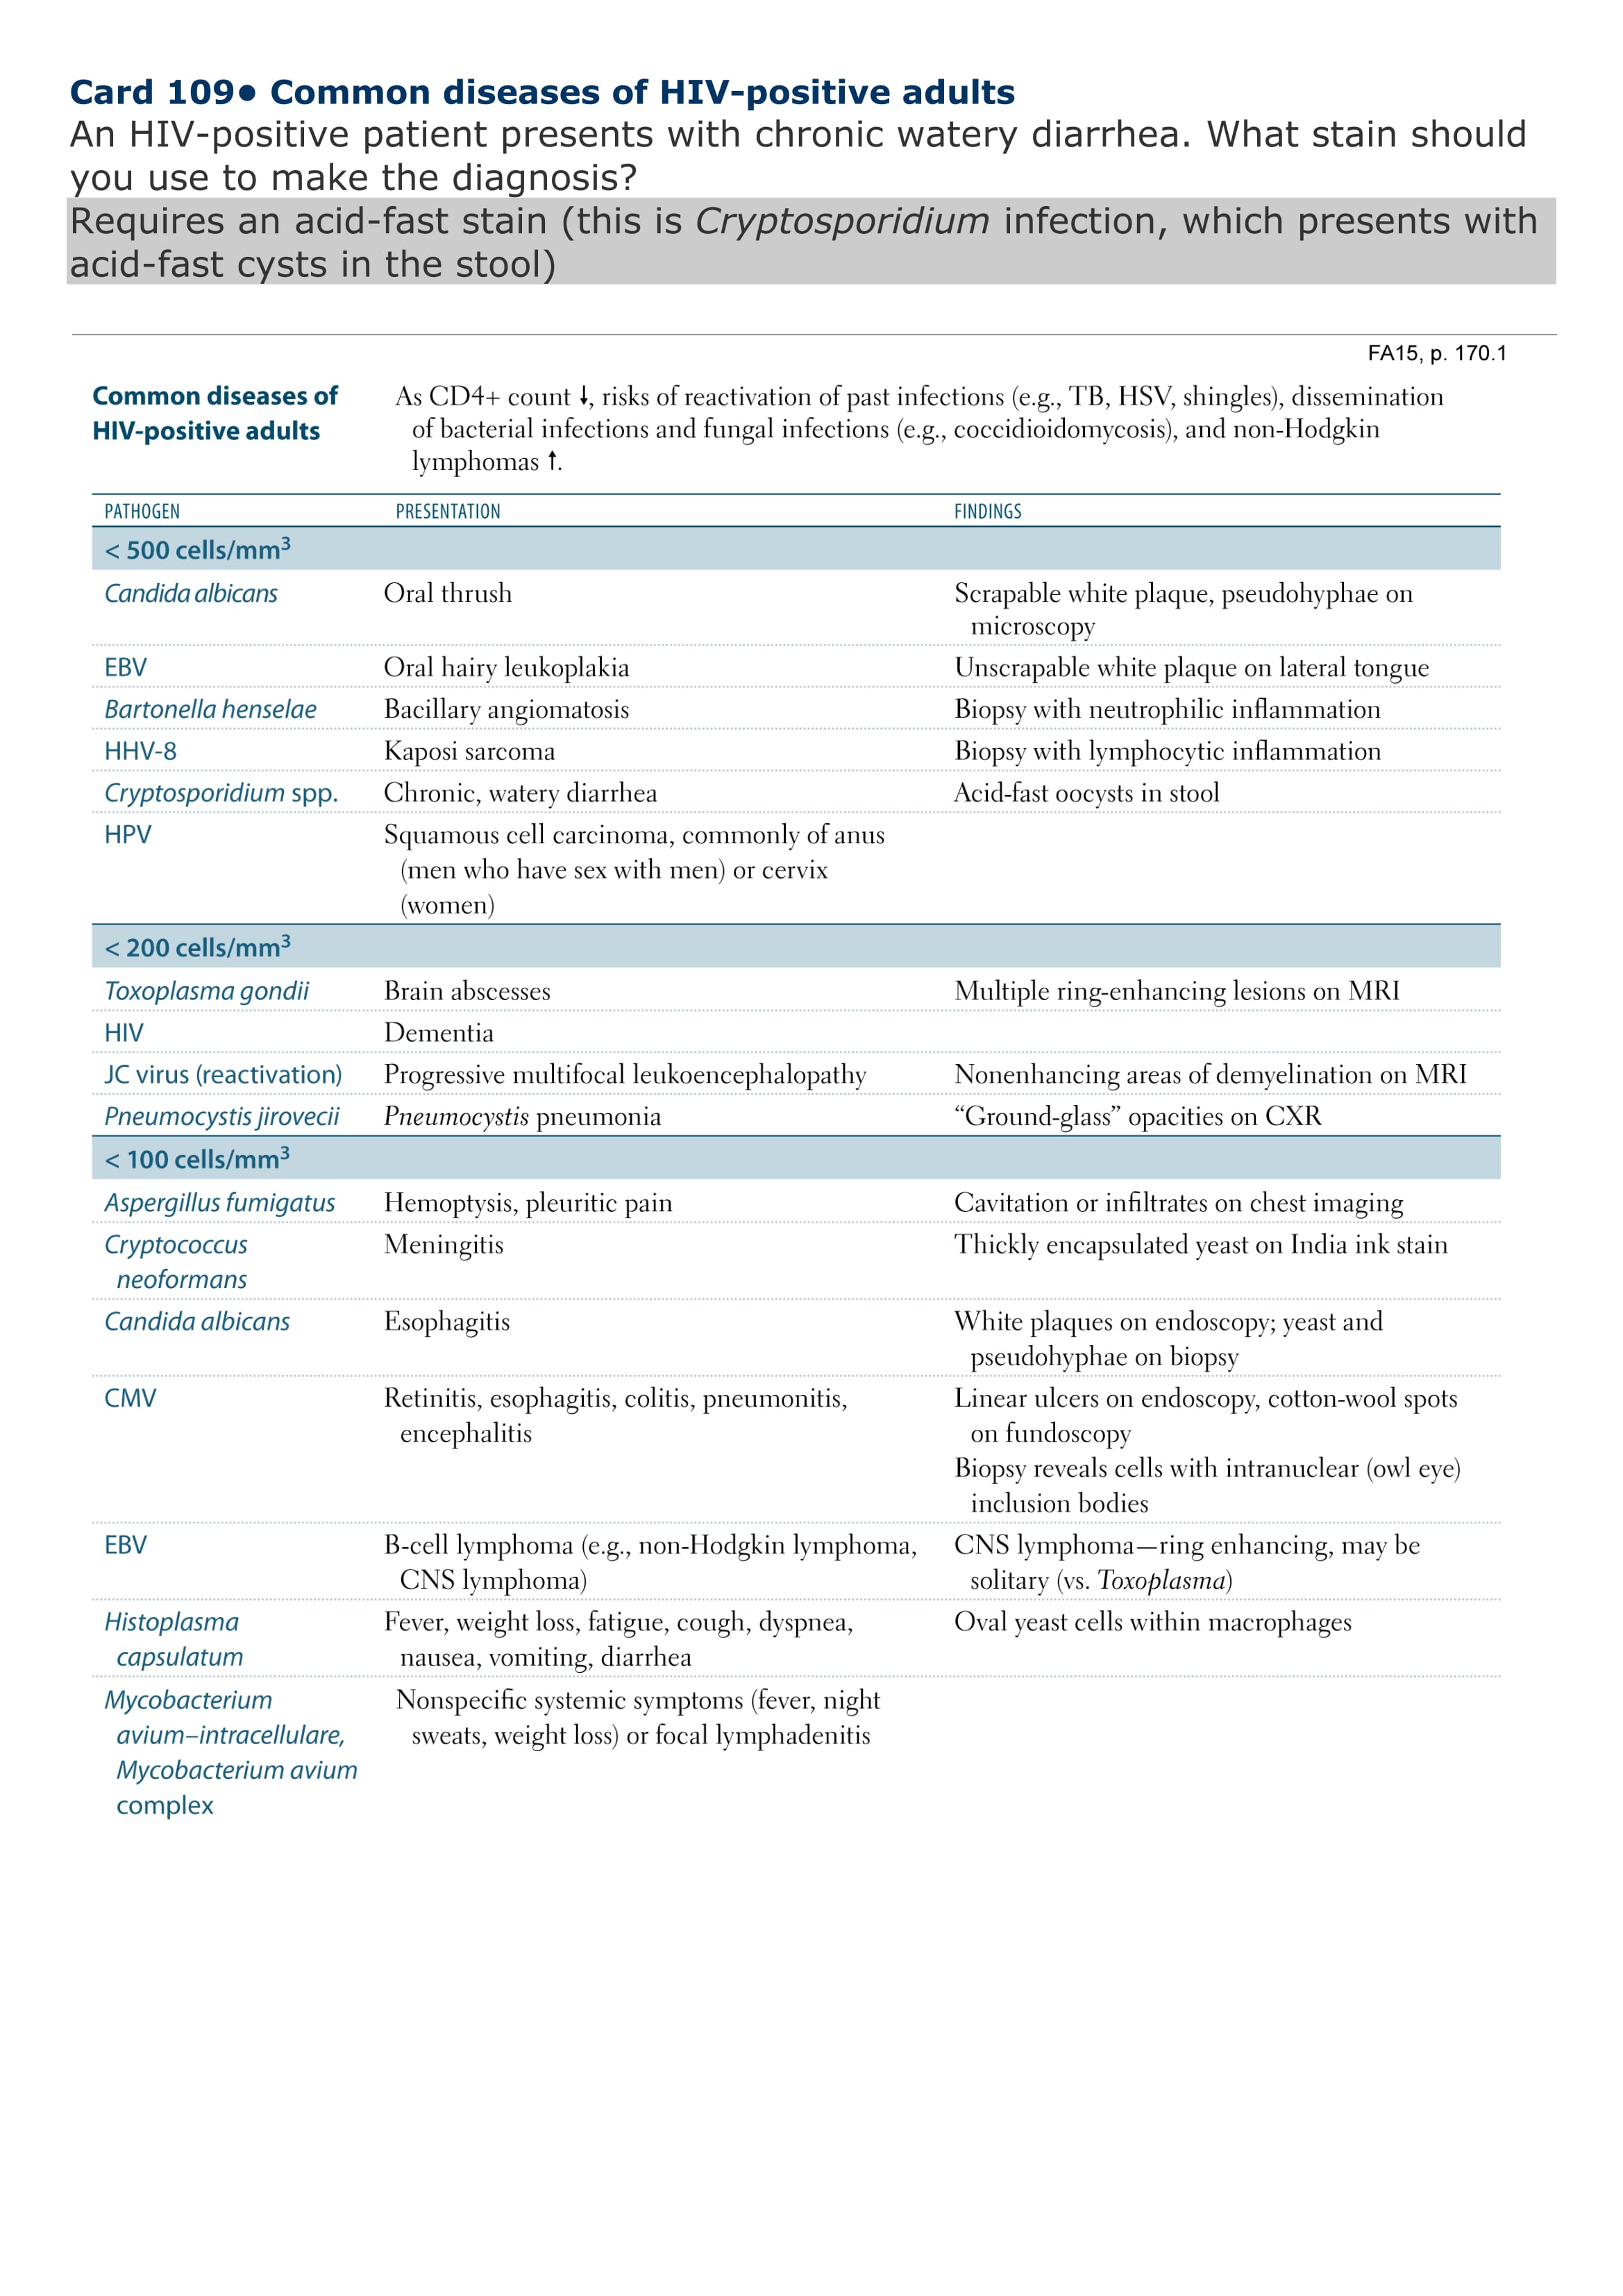 Card 109● Common diseases of HIV-positive adults
An HIV-positive patient presents with chronic watery diarrhea. What stain should
you use to make the diagnosis?
Requires an acid-fast stain (this is Cryptosporidium infection, which presents with
acid-fast cysts in the stool)
FA15, p. 170.1
Common diseases of
HIV-positive adults
As CD4+ count ↓, risks of reactivation of past infections (e.g., TB, HSV, shingles), dissemination
of bacterial infections and fungal infections (e.g., coccidioidomycosis), and non-Hodgkin
lymphomas ↑.
PATHOGEN PRESENTATION FINDINGS
< 500 cells/mm³
Candida albicans Oral thrush Scrapable white plaque, pseudohyphae on
microscopy
EBV Oral hairy leukoplakia Unscrapable white plaque on lateral tongue
Bartonella henselae Bacillary angiomatosis Biopsy with neutrophilic inflammation
HHV-8 Kaposi sarcoma Biopsy with lymphocytic inflammation
Cryptosporidium spp. Chronic, watery diarrhea Acid-fast oocysts in stool
HPV Squamous cell carcinoma, commonly of anus
(men who have sex with men) or cervix
(women)
< 200 cells/mm³
Toxoplasma gondii Brain abscesses Multiple ring-enhancing lesions on MRI
HIV Dementia
JC virus (reactivation) Progressive multifocal leukoencephalopathy Nonenhancing areas of demyelination on MRI
Pneumocystis jirovecii Pneumocystis pneumonia “Ground-glass” opacities on CXR
< 100 cells/mm³
Aspergillus fumigatus Hemoptysis, pleuritic pain Cavitation or infiltrates on chest imaging
Cryptococcus Meningitis Thickly encapsulated yeast on India ink stain
neoformans
Candida albicans Esophagitis White plaques on endoscopy; yeast and
pseudohyphae on biopsy
CMV Retinitis, esophagitis, colitis, pneumonitis, Linear ulcers on endoscopy, cotton-wool spots
encephalitis on fundoscopy
Biopsy reveals cells with intranuclear (owl eye)
inclusion bodies
EBV B-cell lymphoma (e.g., non-Hodgkin lymphoma, CNS lymphoma—ring enhancing, may be
CNS lymphoma) solitary (vs. Toxoplasma)
Histoplasma Fever, weight loss, fatigue, cough, dyspnea, Oval yeast cells within macrophages
capsulatum nausea, vomiting, diarrhea
Mycobacterium Nonspecific systemic symptoms (fever, night
avium–intracellulare, sweats, weight loss) or focal lymphadenitis
Mycobacterium avium
complex